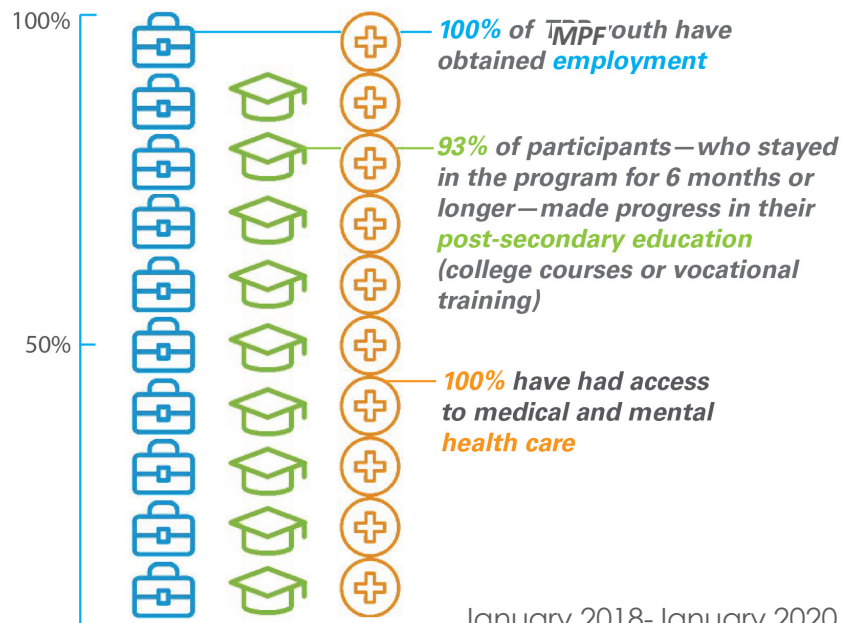 100%
100% of MPF youth have
obtained employment
93% of participants—who stayed
in the program for 6 months or
longer—made progress in their
post-secondary education
(college courses or vocational
training)
50%
100% have had access
to medical and mental
health care
January 2018-January 2020